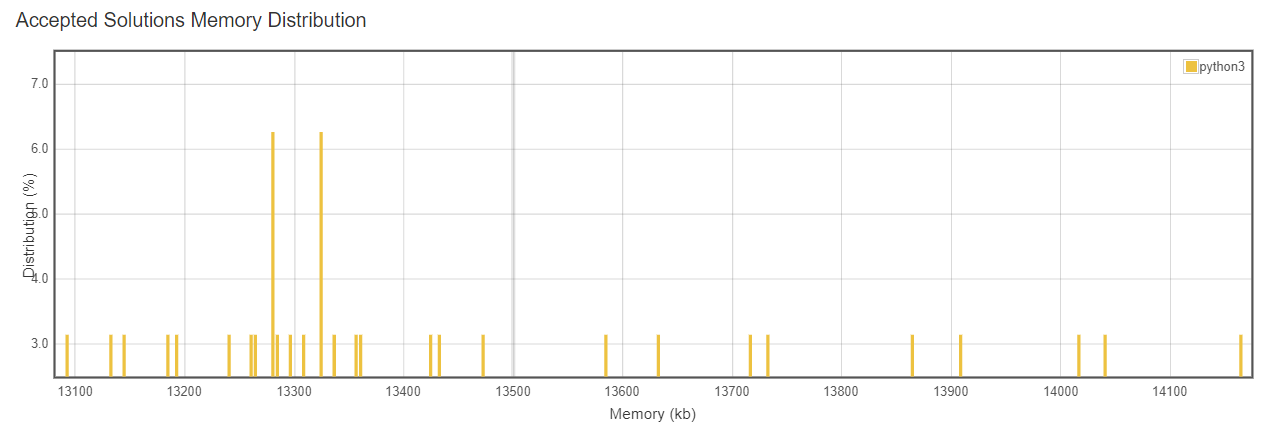 Accepted Solutions Memory Distribution
python3
7.0
6.0
5.0
4.0
3.0
Distribution (%)
13100 13200 13300 13400 13500 13600 13700 13800 13900 14000 14100
Memory (kb)